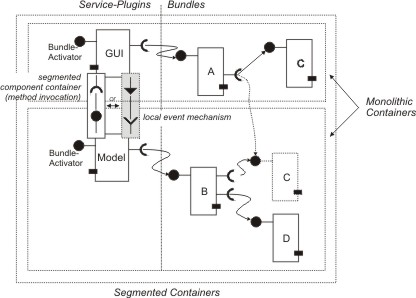 Service-Plugins
Bundles
Bundle-
Activator
GUI
A
C
segmented
component container
(method invocation)
or
local event mechanism
Monolithic
Containers
Bundle-
Activator
Model
B
C
D
Segmented Containers